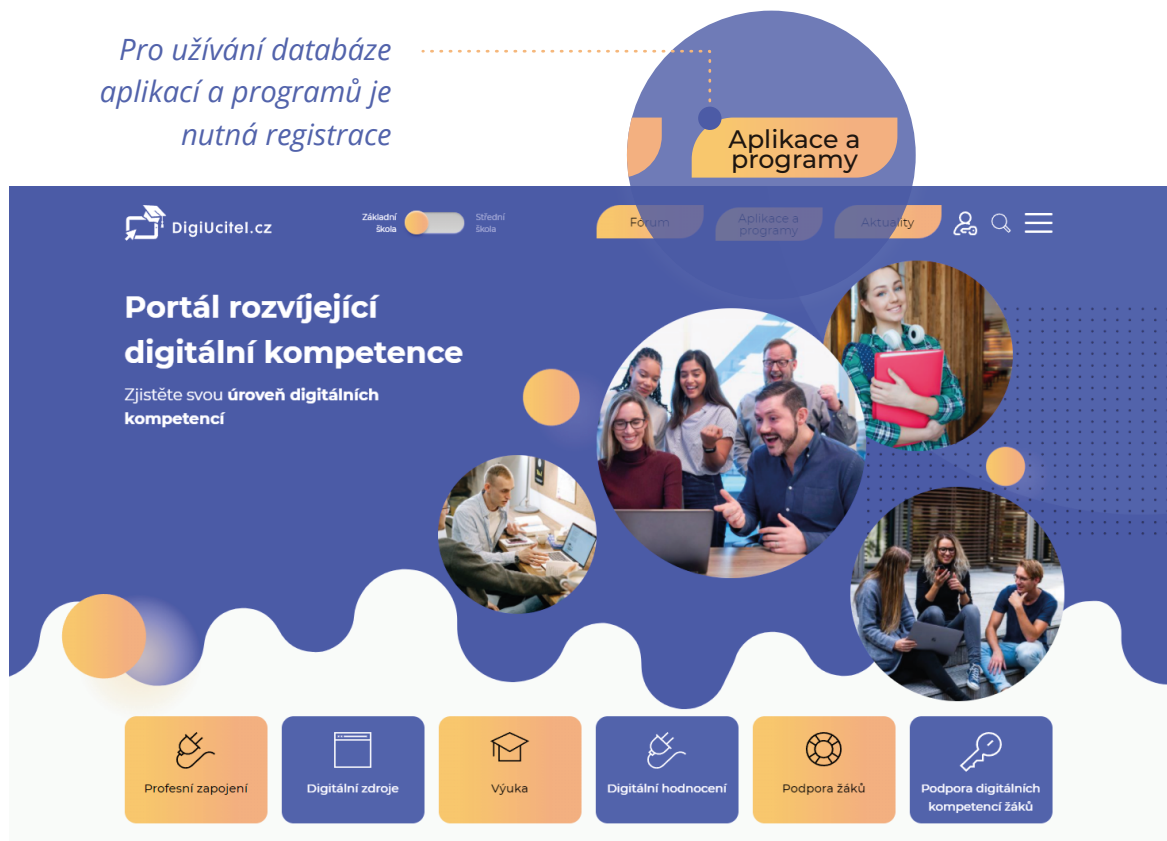 Pro užívání databáze
aplikací a programů je
nutná registrace
Aplikace a
programy
DigiUcitel.cz
Základní
škola
Střední
škola
Fórum
Aplikace a
programy
Aktuality
Portál rozvíjející
digitální kompetence
Zjistěte svou úroveň digitálních
kompetencí
Profesní zapojení
Digitální zdroje
Výuka
Digitální hodnocení
Podpora žáků
Podpora digitálních
kompetencí žáků